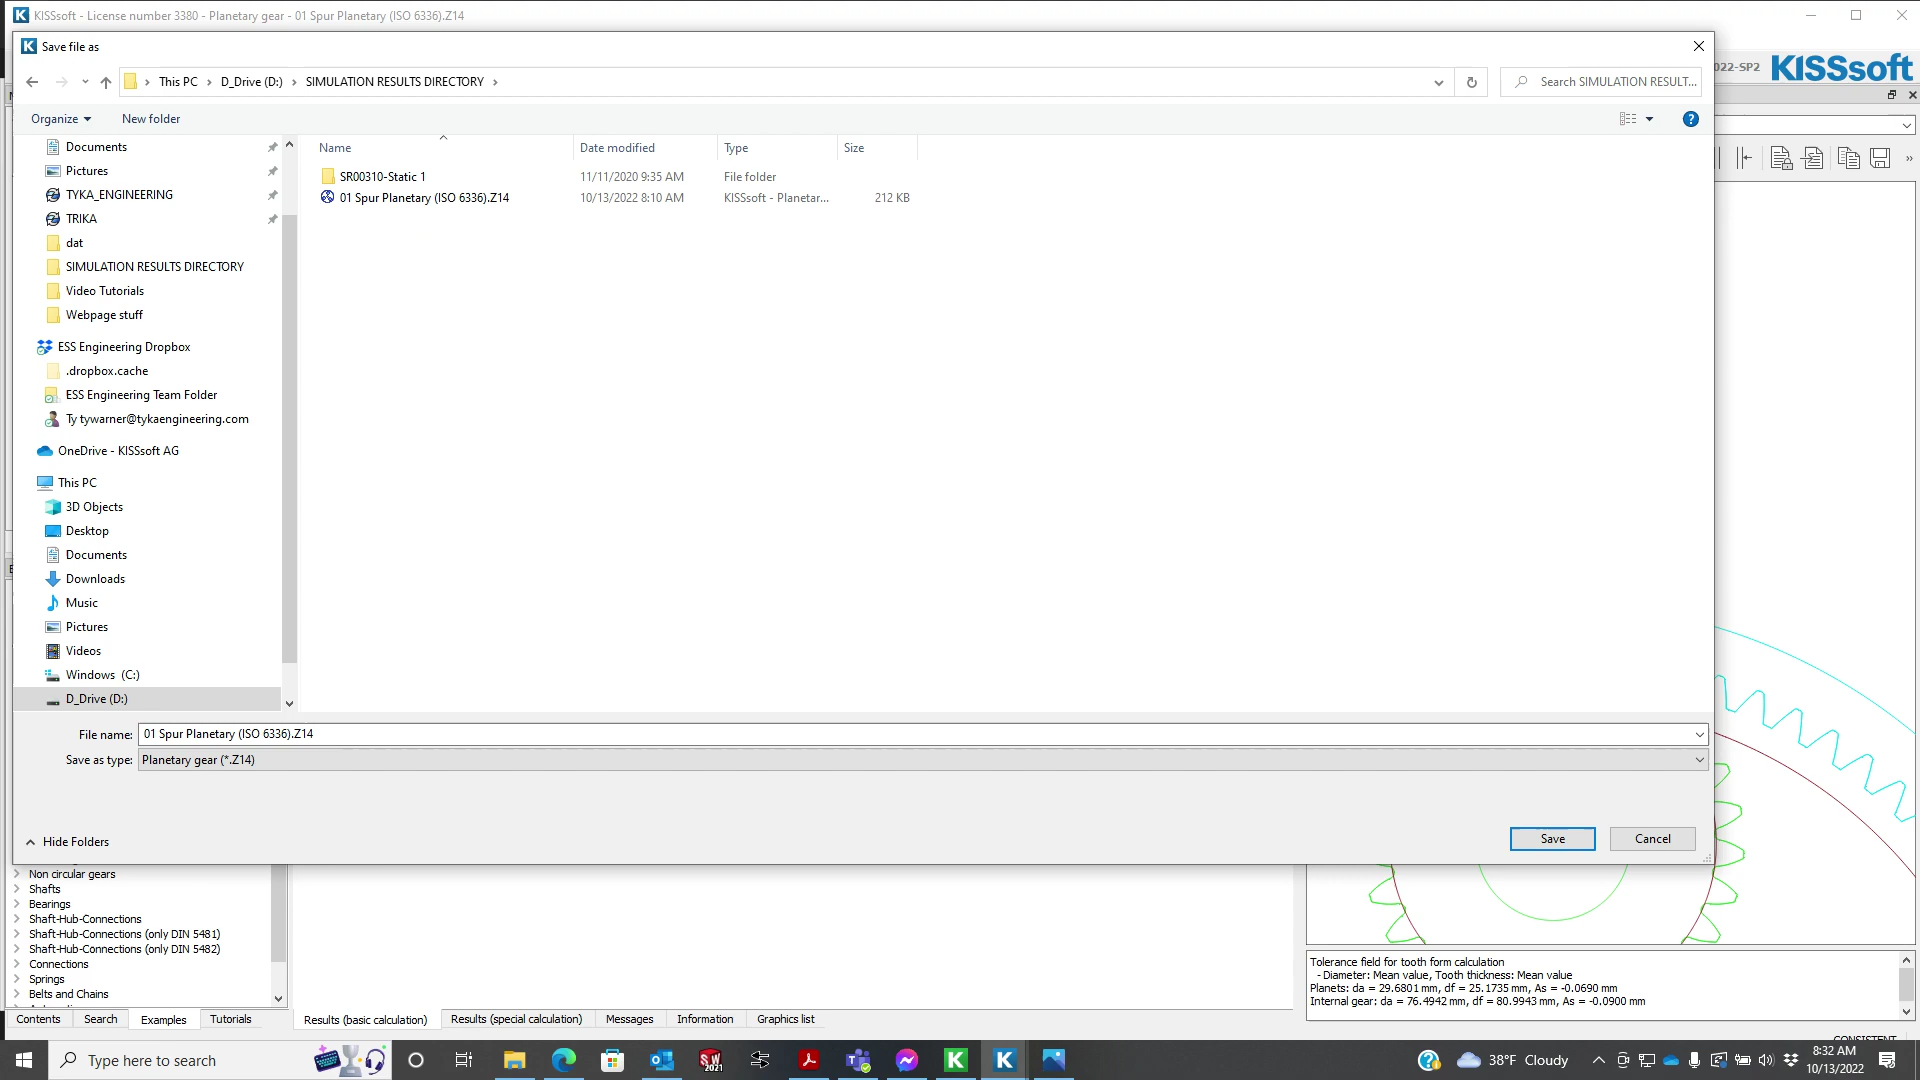 KISSsoft - License number 3380 - Planetary gear - 01 Spur Planetary (ISO 6336).Z14
Save file as
This PC > D_Drive (D:) > SIMULATION RESULTS DIRECTORY >
Search SIMULATION RESULT...
022-SP2 KISSsoft
Organize
New folder
Name
Date modified
Type
Size
SR00310-Static 1 11/11/2020 9:35 AM File folder
01 Spur Planetary (ISO 6336).Z14 10/13/2022 8:10 AM KISSsoft - Planetar... 212 KB
Documents
Pictures
TYKA_ENGINEERING
TRIKA
dat
SIMULATION RESULTS DIRECTORY
Video Tutorials
Webpage stuff
ESS Engineering Dropbox
.dropbox.cache
ESS Engineering Team Folder
Ty tywarner@tykaengineering.com
OneDrive - KISSsoft AG
This PC
3D Objects
Desktop
Documents
Downloads
Music
Pictures
Videos
Windows (C:)
D_Drive (D:)
File name: 01 Spur Planetary (ISO 6336).Z14
Save as type: Planetary gear (*.Z14)
Hide Folders
Save
Cancel
Non circular gears
Shafts
Bearings
Shaft-Hub-Connections
Shaft-Hub-Connections (only DIN 5481)
Shaft-Hub-Connections (only DIN 5482)
Connections
Springs
Belts and Chains
Tolerance field for tooth form calculation
- Diameter: Mean value, Tooth thickness: Mean value
Planets: da = 29.6801 mm, df = 25.1735 mm, As = -0.0690 mm
Internal gear: da = 76.4942 mm, df = 80.9943 mm, As = -0.0900 mm
Contents
Search
Examples
Tutorials
Results (basic calculation)
Results (special calculation)
Messages
Information
Graphics list
CONSISTENT
Type here to search
SW
2021
38°F Cloudy
8:32 AM
10/13/2022